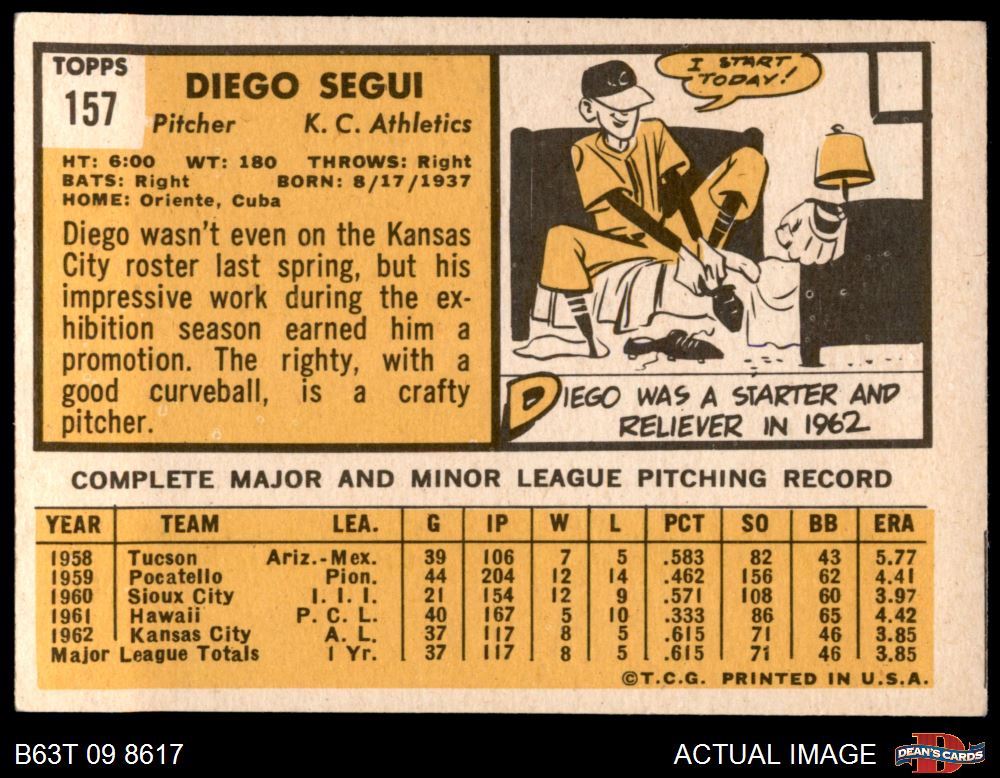 TOPPS
157
DIEGO SEGUI
Pitcher K. C. Athletics
HT: 6:00 WT: 180 THROWS: Right
BATS: Right BORN: 8/17/1937
HOME: Oriente, Cuba
Diego wasn't even on the Kansas
City roster last spring, but his
impressive work during the ex-
hibition season earned him a
promotion. The righty, with a
good curveball, is a crafty
pitcher.
I START
TODAY!
KC
DIEGO WAS A STARTER AND
RELIEVER IN 1962
COMPLETE MAJOR AND MINOR LEAGUE PITCHING RECORD
YEAR TEAM LEA. G IP W L PCT SO BB ERA
1958 Tucson Ariz.-Mex. 39 106 7 5 .583 82 43 5.77
1959 Pocatello Pion. 44 204 12 14 .462 156 62 4.41
1960 Sioux City I. I. I. 21 154 12 9 .571 108 60 3.97
1961 Hawaii P. C. L. 40 167 5 10 .333 86 65 4.42
1962 Kansas City A. L. 37 117 8 5 .615 71 46 3.85
Major League Totals 1 Yr. 37 117 8 5 .615 71 46 3.85
©T.C.G. PRINTED IN U.S.A.
B63T 09 8617
ACTUAL IMAGE
DEAN'S CARDS